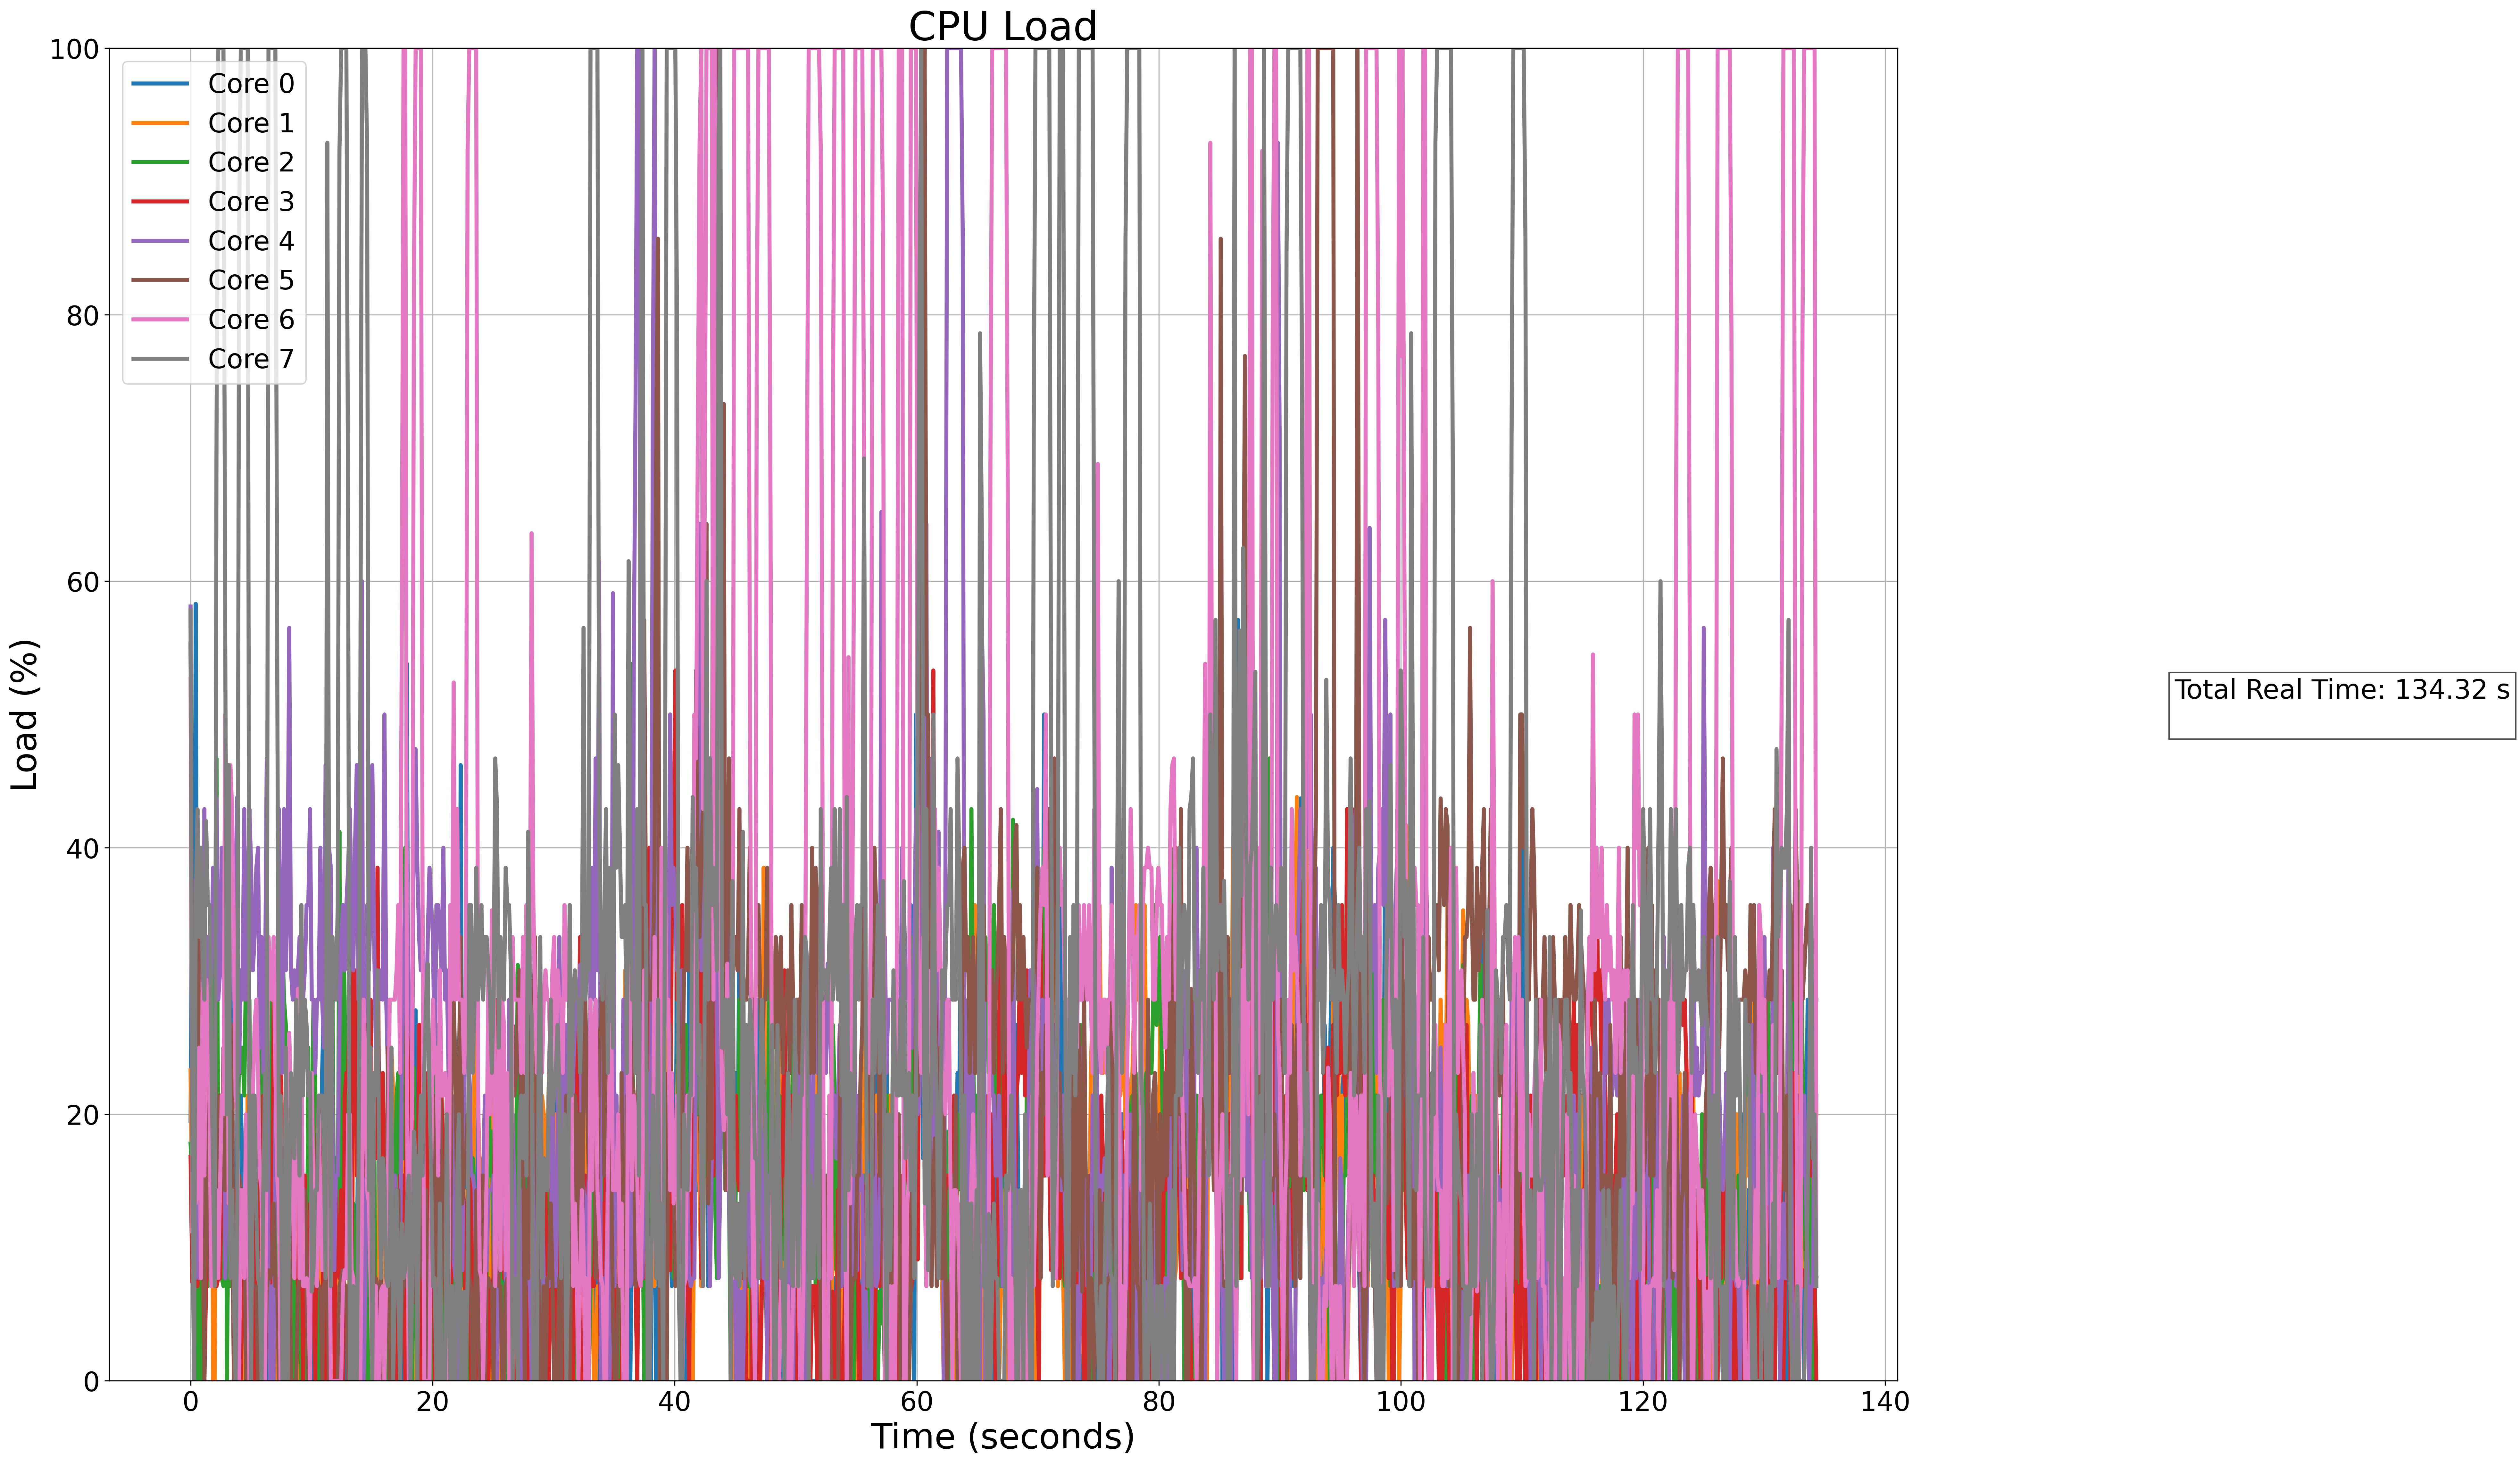 CPU Load
100
80
60
40
20
0
Load (%)
Core 0
Core 1
Core 2
Core 3
Core 4
Core 5
Core 6
Core 7
0 20 40 60 80 100 120 140
Time (seconds)
Total Real Time: 134.32 s